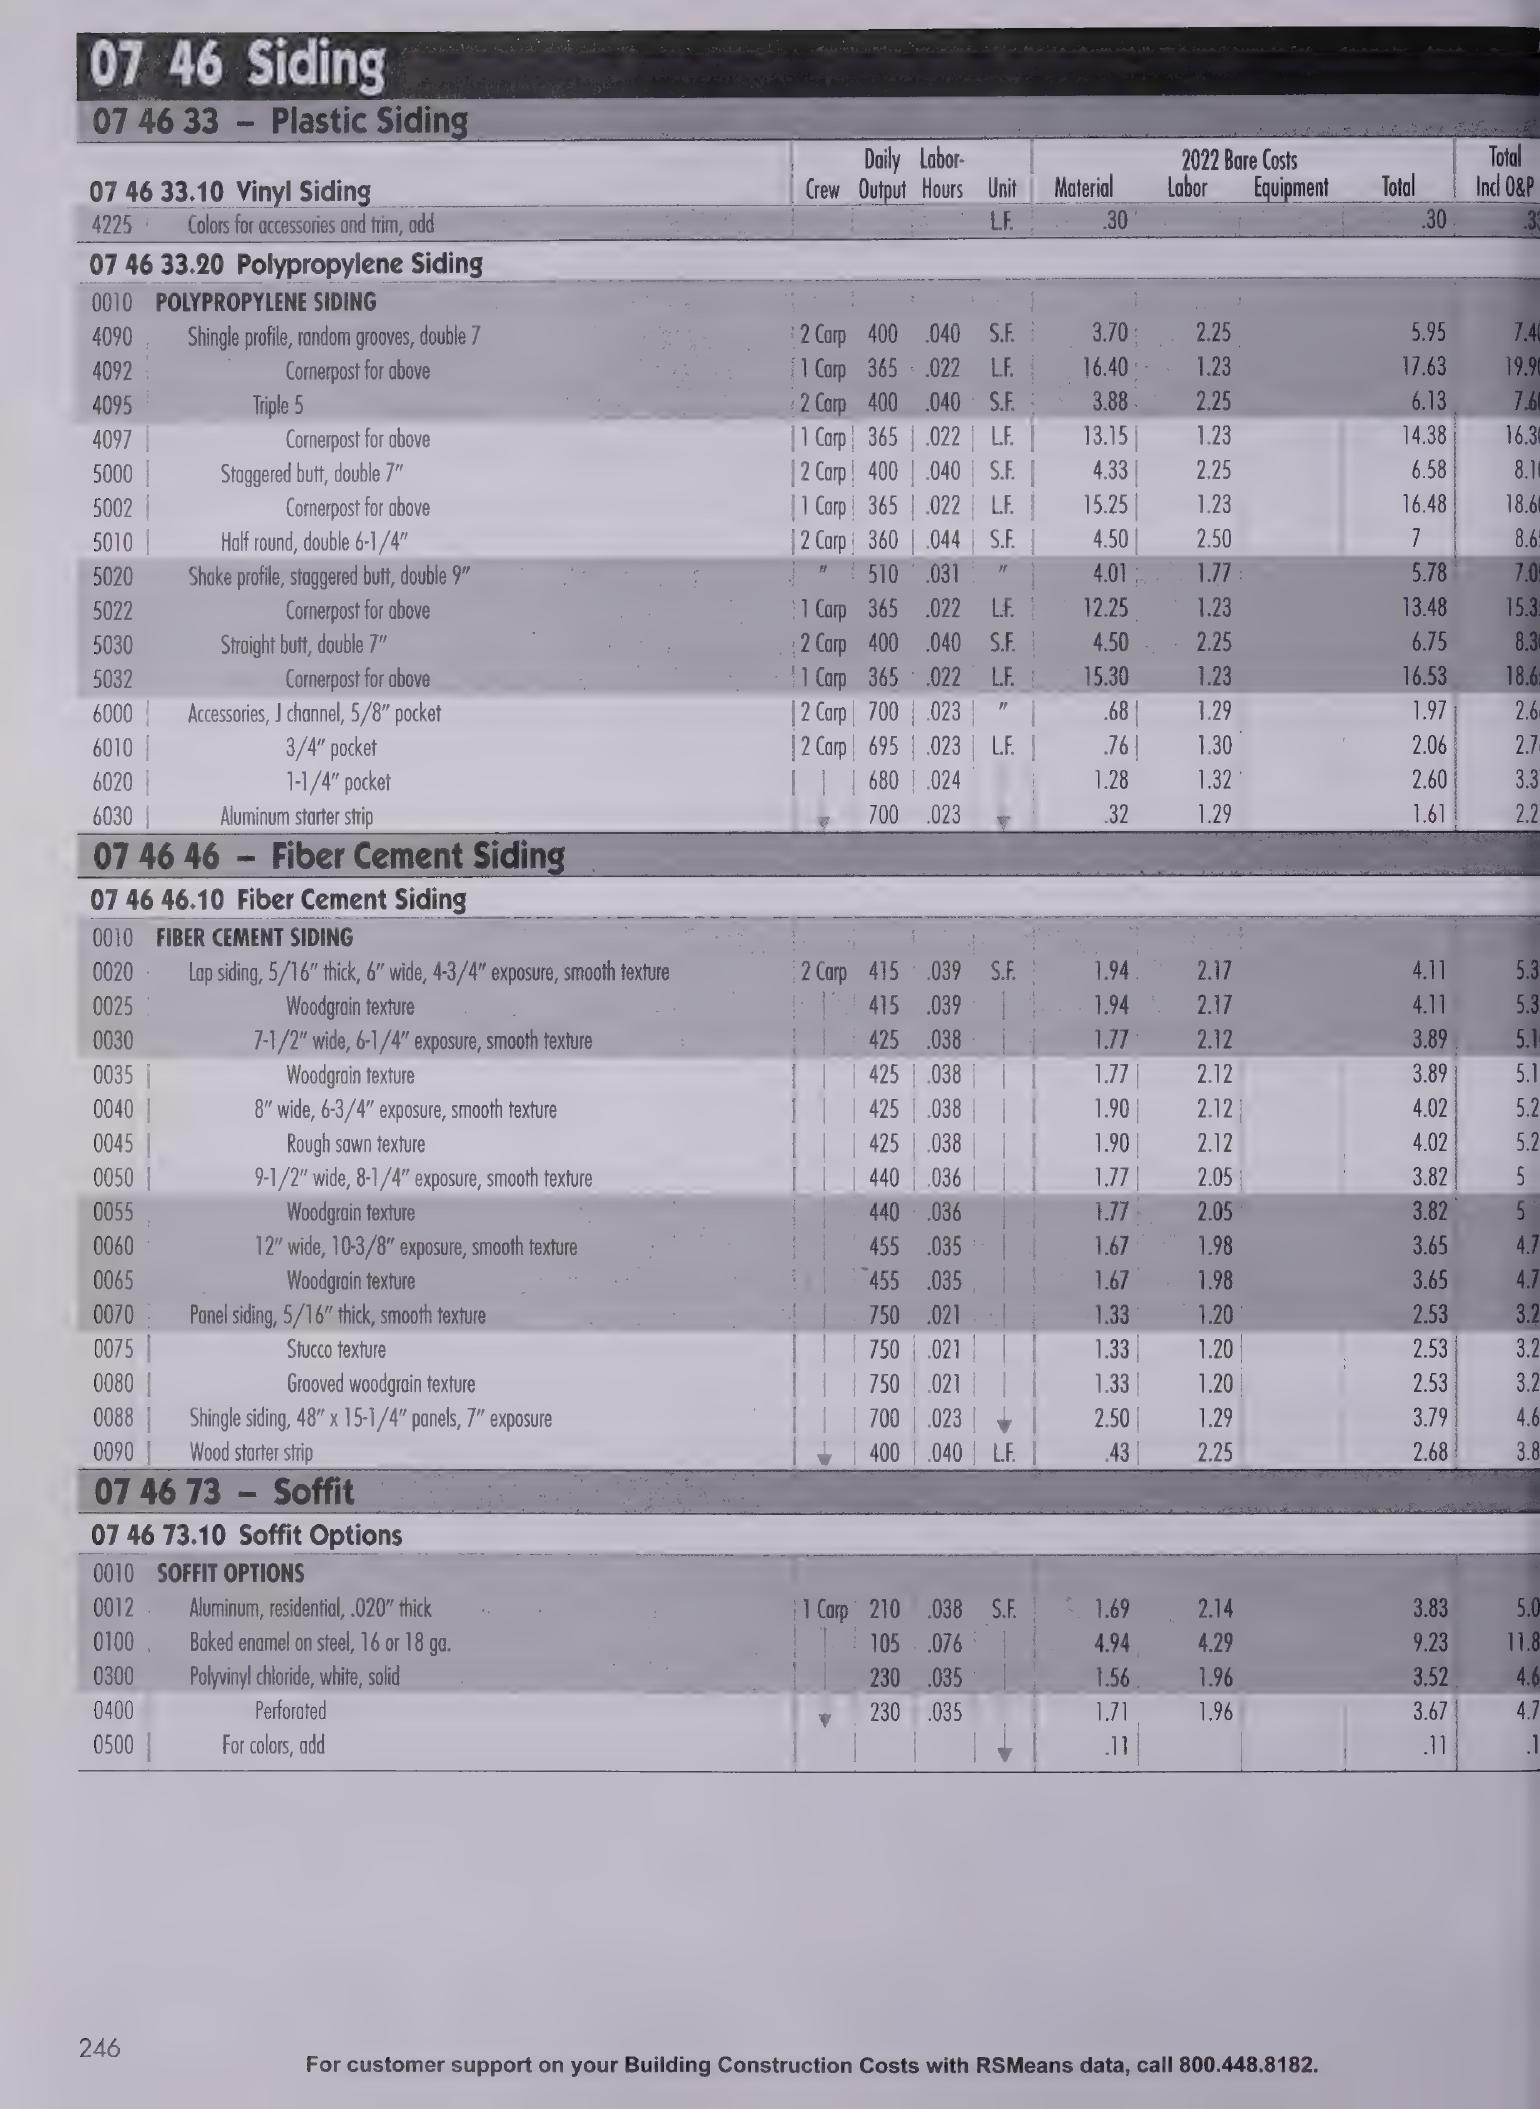 07 46 Siding
07 46 33 – Plastic Siding
07 46 33.10 Vinyl Siding Crew Daily Output Labor-Hours Unit Material 2022 Bare Costs Labor Equipment Total Total Incl O&P
4225 Colors for accessories and trim, add L.F. .30 .30
07 46 33.20 Polypropylene Siding
0010 POLYPROPYLENE SIDING
4090 Shingle profile, random grooves, double 7 2 Carp 400 .040 S.F. 3.70 2.25 5.95 7.4
4092 Cornerpost for above 1 Carp 365 .022 L.F. 16.40 1.23 17.63 19.9
4095 Triple 5 2 Carp 400 .040 S.F. 3.88 2.25 6.13 7.6
4097 Cornerpost for above 1 Carp 365 .022 L.F. 13.15 1.23 14.38 16.3
5000 Staggered butt, double 7" 2 Carp 400 .040 S.F. 4.33 2.25 6.58 8.1
5002 Cornerpost for above 1 Carp 365 .022 L.F. 15.25 1.23 16.48 18.6
5010 Half round, double 6-1/4" 2 Carp 360 .044 S.F. 4.50 2.50 7 8.6
5020 Shake profile, staggered butt, double 9" " 510 .031 " 4.01 1.77 5.78 7.0
5022 Cornerpost for above 1 Carp 365 .022 L.F. 12.25 1.23 13.48 15.3
5030 Straight butt, double 7" 2 Carp 400 .040 S.F. 4.50 2.25 6.75 8.3
5032 Cornerpost for above 1 Carp 365 .022 L.F. 15.30 1.23 16.53 18.6
6000 Accessories, J channel, 5/8" pocket 2 Carp 700 .023 " .68 1.29 1.97 2.6
6010 3/4" pocket 2 Carp 695 .023 L.F. .76 1.30 2.06 2.7
6020 1-1/4" pocket 680 .024 1.28 1.32 2.60 3.3
6030 Aluminum starter strip 700 .023 .32 1.29 1.61 2.2
07 46 46 – Fiber Cement Siding
07 46 46.10 Fiber Cement Siding
0010 FIBER CEMENT SIDING
0020 Lap siding, 5/16" thick, 6" wide, 4-3/4" exposure, smooth texture 2 Carp 415 .039 S.F. 1.94 2.17 4.11 5.3
0025 Woodgrain texture 415 .039 1.94 2.17 4.11 5.3
0030 7-1/2" wide, 6-1/4" exposure, smooth texture 425 .038 1.77 2.12 3.89 5.1
0035 Woodgrain texture 425 .038 1.77 2.12 3.89 5.1
0040 8" wide, 6-3/4" exposure, smooth texture 425 .038 1.90 2.12 4.02 5.2
0045 Rough sawn texture 425 .038 1.90 2.12 4.02 5.2
0050 9-1/2" wide, 8-1/4" exposure, smooth texture 440 .036 1.77 2.05 3.82 5
0055 Woodgrain texture 440 .036 1.77 2.05 3.82 5
0060 12" wide, 10-3/8" exposure, smooth texture 455 .035 1.67 1.98 3.65 4.7
0065 Woodgrain texture 455 .035 1.67 1.98 3.65 4.7
0070 Panel siding, 5/16" thick, smooth texture 750 .021 1.33 1.20 2.53 3.2
0075 Stucco texture 750 .021 1.33 1.20 2.53 3.2
0080 Grooved woodgrain texture 750 .021 1.33 1.20 2.53 3.2
0088 Shingle siding, 48" x 15-1/4" panels, 7" exposure 700 .023 2.50 1.29 3.79 4.6
0090 Wood starter strip 400 .040 L.F. .43 2.25 2.68 3.8
07 46 73 – Soffit
07 46 73.10 Soffit Options
0010 SOFFIT OPTIONS
0012 Aluminum, residential, .020" thick 1 Carp 210 .038 S.F. 1.69 2.14 3.83 5.0
0100 Baked enamel on steel, 16 or 18 ga. 105 .076 4.94 4.29 9.23 11.8
0300 Polyvinyl chloride, white, solid 230 .035 1.56 1.96 3.52 4.6
0400 Perforated 230 .035 1.71 1.96 3.67 4.7
0500 For colors, add .11 .11 .1
246
For customer support on your Building Construction Costs with RSMeans data, call 800.448.8182.